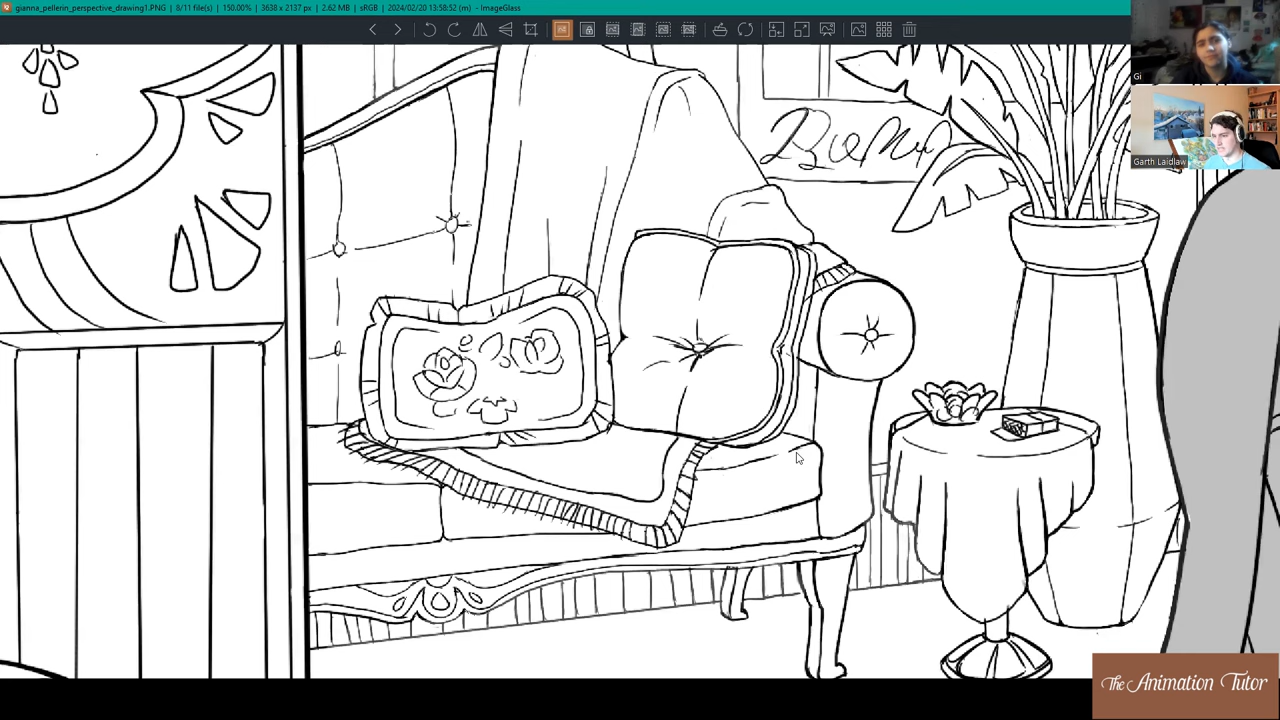 gianna_pellerin_perspective_drawing1.PNG | 8/11 file(s) | 150.00% | 3638 x 2137 px | 2.62 MB | sRGB | 2024/02/20 13:58:52 (m) - ImageGlass
Gi
Garth Laidlaw
The Animation Tutor